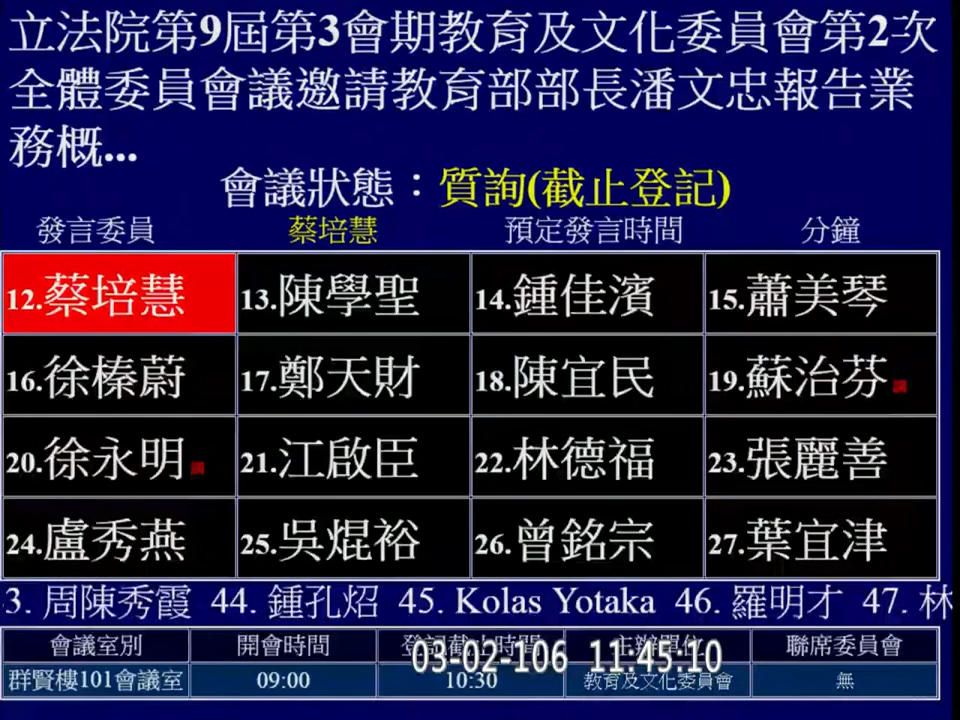 立法院第9屆第3會期教育及文化委員會第2次
全體委員會議邀請教育部部長潘文忠報告業
務概...
會議狀態：質詢(截止登記)
發言委員 蔡培慧 預定發言時間 分鐘
12.蔡培慧 13.陳學聖 14.鍾佳濱 15.蕭美琴
16.徐榛蔚 17.鄭天財 18.陳宜民 19.蘇治芬
20.徐永明 21.江啟臣 22.林德福 23.張麗善
24.盧秀燕 25.吳焜裕 26.曾銘宗 27.葉宜津
3. 周陳秀霞 44. 鍾孔炤 45. Kolas Yotaka 46. 羅明才 47. 林
會議室別 開會時間 登記截止時間 主辦單位 聯席委員會
03-02-106 11:45:10
群賢樓101會議室 09:00 10:30 教育及文化委員會 無